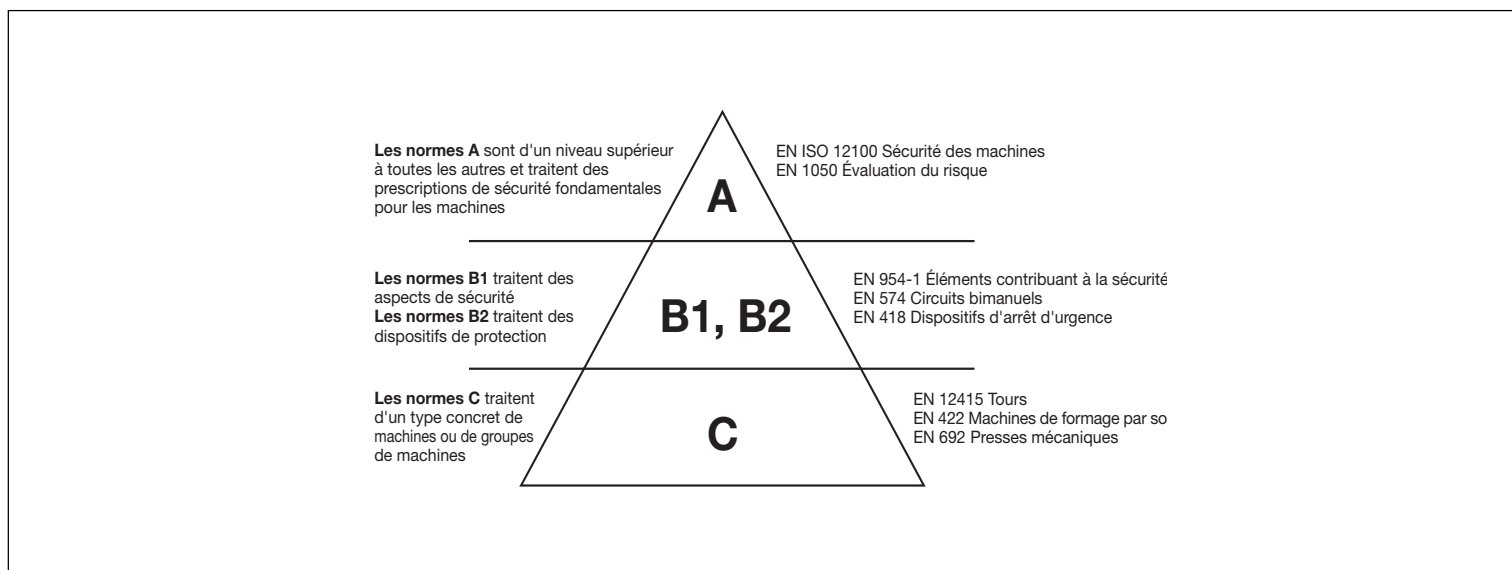 Les normes A sont d'un niveau supérieur
à toutes les autres et traitent des
prescriptions de sécurité fondamentales
pour les machines
A
EN ISO 12100 Sécurité des machines
EN 1050 Évaluation du risque
Les normes B1 traitent des
aspects de sécurité
Les normes B2 traitent des
dispositifs de protection
B1, B2
EN 954-1 Éléments contribuant à la sécurité
EN 574 Circuits bimanuels
EN 418 Dispositifs d'arrêt d'urgence
Les normes C traitent
d'un type concret de
machines ou de groupes
de machines
C
EN 12415 Tours
EN 422 Machines de formage par so
EN 692 Presses mécaniques